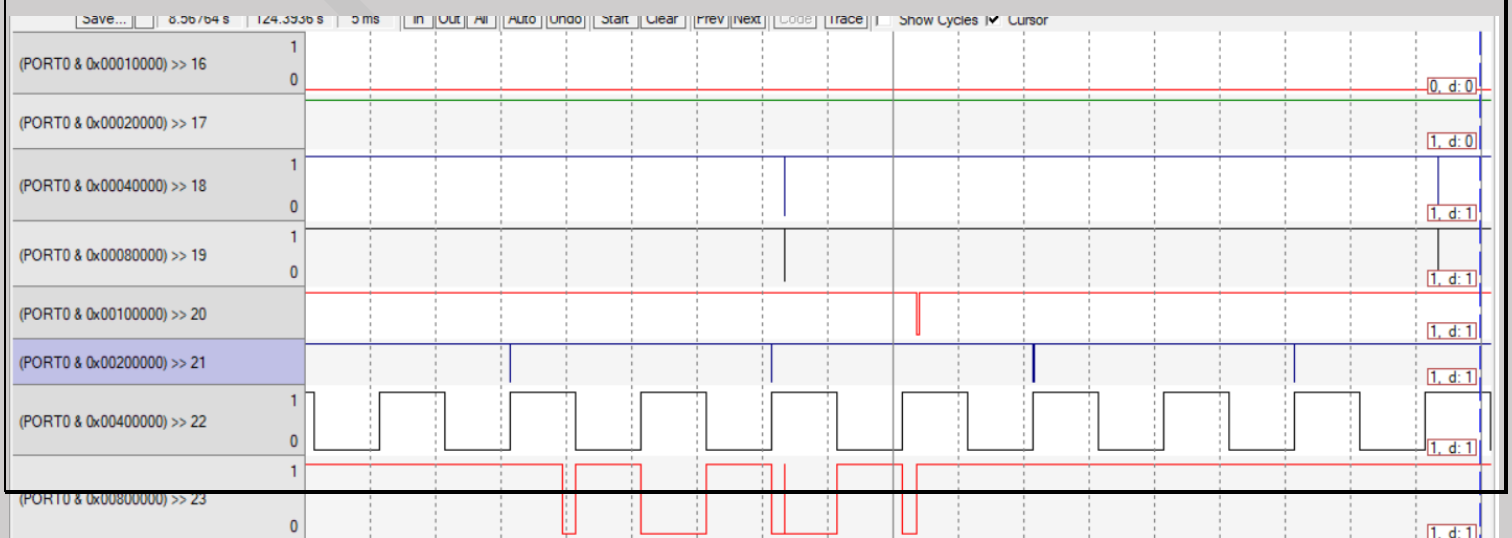 Save... 8.56764 s 124.3936 s 5 ms In Out All Auto Undo Start Clear Prev Next Code Trace Show Cycles Cursor
1
(PORT0 & 0x00010000) >> 16
0
0, d: 0
(PORT0 & 0x00020000) >> 17
1, d: 0
1
(PORT0 & 0x00040000) >> 18
0
1, d: 1
1
(PORT0 & 0x00080000) >> 19
0
1, d: 1
(PORT0 & 0x00100000) >> 20
1, d: 1
(PORT0 & 0x00200000) >> 21
1, d: 1
1
(PORT0 & 0x00400000) >> 22
0
1, d: 1
1
(PORT0 & 0x00800000) >> 23
0
1, d: 1